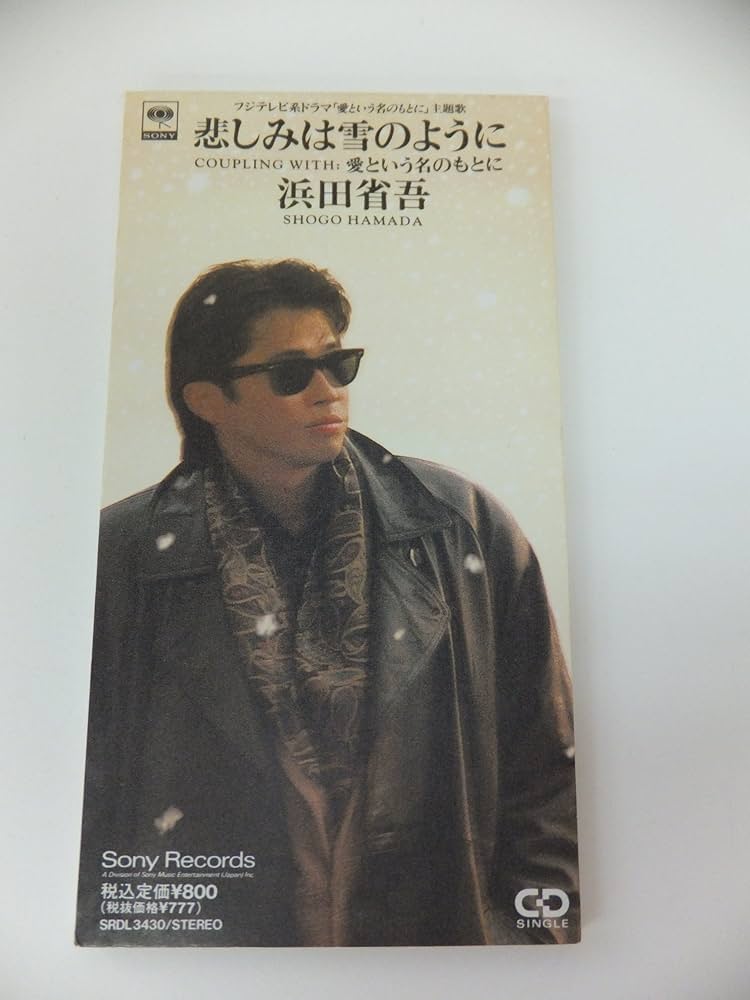 SONY
フジテレビ系ドラマ「愛という名のもとに」主題歌
悲しみは雪のように
COUPLING WITH: 愛という名のもとに
浜田省吾
SHOGO HAMADA
Sony Records
A Division of Sony Music Entertainment (Japan) Inc.
税込定価¥800
(税抜価格¥777)
SRDL3430/STEREO
CD
SINGLE